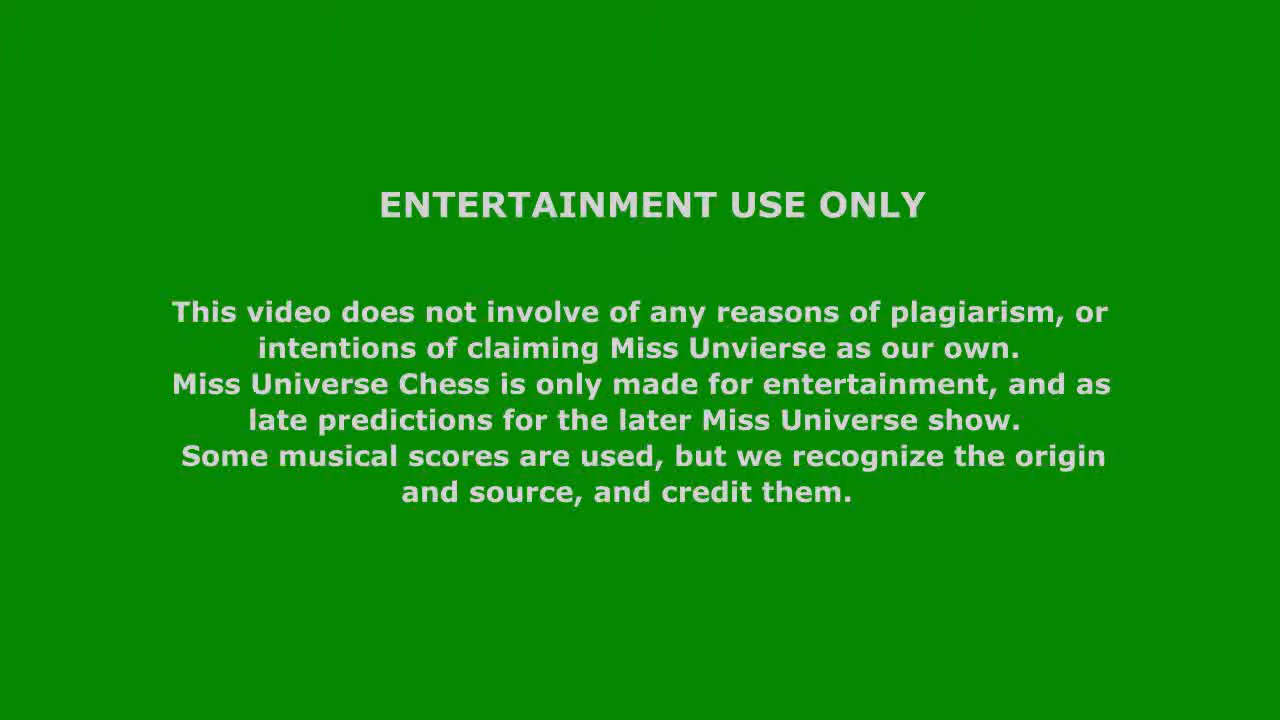 ENTERTAINMENT USE ONLY
This video does not involve of any reasons of plagiarism, or
intentions of claiming Miss Unvierse as our own.
Miss Universe Chess is only made for entertainment, and as
late predictions for the later Miss Universe show.
Some musical scores are used, but we recognize the origin
and source, and credit them.